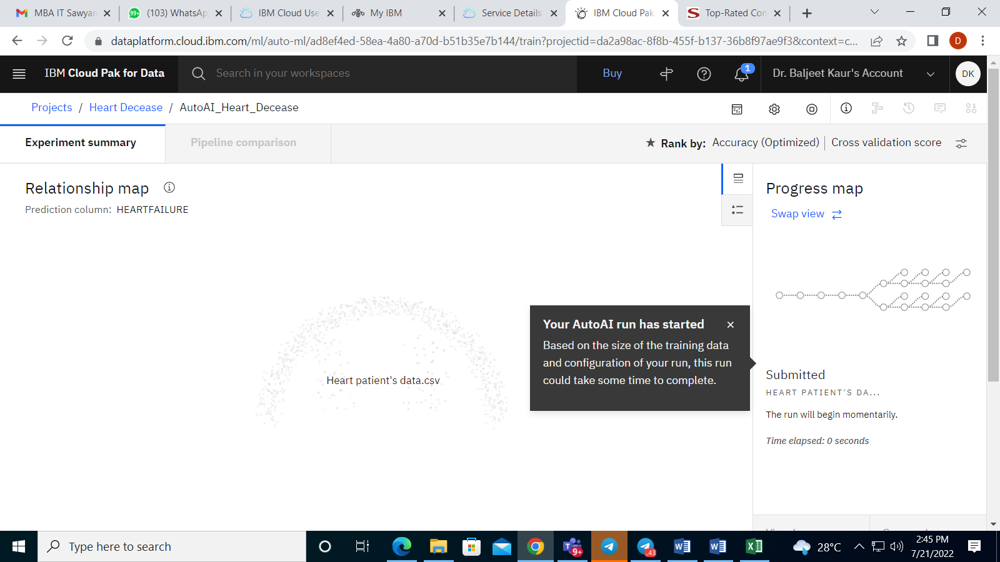 MBA IT Sawyan
99+ (103) WhatsAp
IBM Cloud Use
My IBM
Service Details
IBM Cloud Pak
S Top-Rated Con
dataplatform.cloud.ibm.com/ml/auto-ml/ad8ef4ed-58ea-4a80-a70d-b51b35e7b144/train?projectid=da2a98ac-8f8b-455f-b137-36b8f97ae9f3&context=c...
D
IBM Cloud Pak for Data
Search in your workspaces
Buy
1
Dr. Baljeet Kaur's Account
DK
Projects / Heart Decease / AutoAI_Heart_Decease
Experiment summary
Pipeline comparison
Rank by: Accuracy (Optimized) | Cross validation score
Relationship map
Prediction column: HEARTFAILURE
Heart patient's data.csv
Your AutoAI run has started
Based on the size of the training data
and configuration of your run, this run
could take some time to complete.
Progress map
Swap view
Submitted
HEART PATIENT'S DA...
The run will begin momentarily.
Time elapsed: 0 seconds
Type here to search
9+
.43
28°C
2:45 PM
7/21/2022